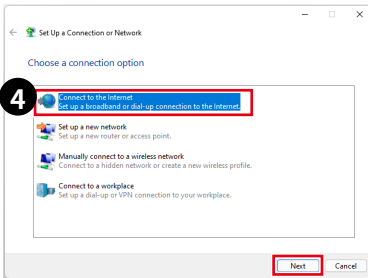 Set Up a Connection or Network
Choose a connection option
4
Connect to the Internet
Set up a broadband or dial-up connection to the Internet.
Set up a new network
Set up a new router or access point.
Manually connect to a wireless network
Connect to a hidden network or create a new wireless profile.
Connect to a workplace
Set up a dial-up or VPN connection to your workplace.
Next
Cancel